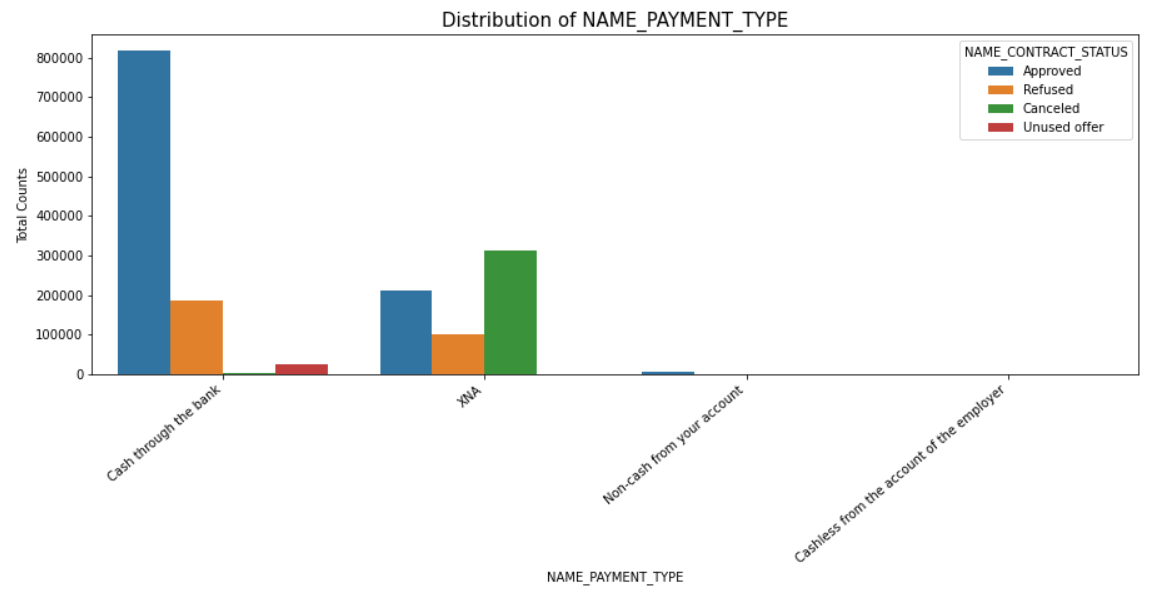 Distribution of NAME_PAYMENT_TYPE
NAME_CONTRACT_STATUS
Approved
Refused
Canceled
Unused offer
Total Counts
800000
700000
600000
500000
400000
300000
200000
100000
0
Cash through the bank
XNA
Non-cash from your account
Cashless from the account of the employer
NAME_PAYMENT_TYPE